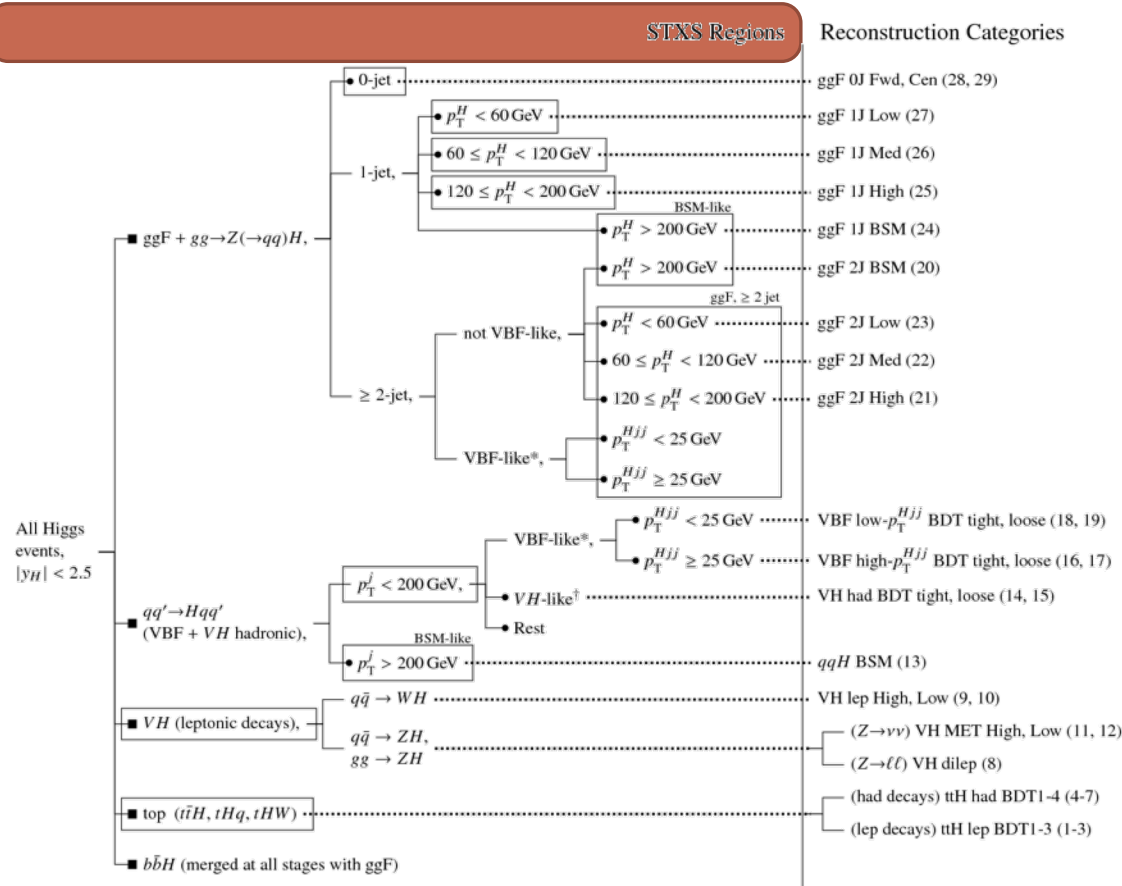 STXS Regions
Reconstruction Categories
0-jet
ggF 0J Fwd, Cen (28, 29)
p_T^H < 60 GeV
ggF 1J Low (27)
60 ≤ p_T^H < 120 GeV
ggF 1J Med (26)
1-jet,
120 ≤ p_T^H < 200 GeV
ggF 1J High (25)
BSM-like
p_T^H > 200 GeV
ggF 1J BSM (24)
ggF + gg→Z(→qq)H,
p_T^H > 200 GeV
ggF 2J BSM (20)
ggF, ≥ 2 jet
not VBF-like,
p_T^H < 60 GeV
ggF 2J Low (23)
60 ≤ p_T^H < 120 GeV
ggF 2J Med (22)
≥ 2-jet,
120 ≤ p_T^H < 200 GeV
ggF 2J High (21)
p_T^{Hjj} < 25 GeV
VBF-like*,
p_T^{Hjj} ≥ 25 GeV
All Higgs
events,
|y_H| < 2.5
VBF-like*,
p_T^{Hjj} < 25 GeV
VBF low-p_T^{Hjj} BDT tight, loose (18, 19)
p_T^{Hjj} ≥ 25 GeV
VBF high-p_T^{Hjj} BDT tight, loose (16, 17)
p_T^j < 200 GeV,
VH-like†
VH had BDT tight, loose (14, 15)
qq′→Hqq′
(VBF + VH hadronic),
Rest
BSM-like
p_T^j > 200 GeV
qqH BSM (13)
qq̄ → WH
VH lep High, Low (9, 10)
VH (leptonic decays),
qq̄ → ZH,
gg → ZH
(Z→νν) VH MET High, Low (11, 12)
(Z→ℓℓ) VH dilep (8)
top (tt̄H, tHq, tHW)
(had decays) ttH had BDT1-4 (4-7)
(lep decays) ttH lep BDT1-3 (1-3)
bb̄H (merged at all stages with ggF)